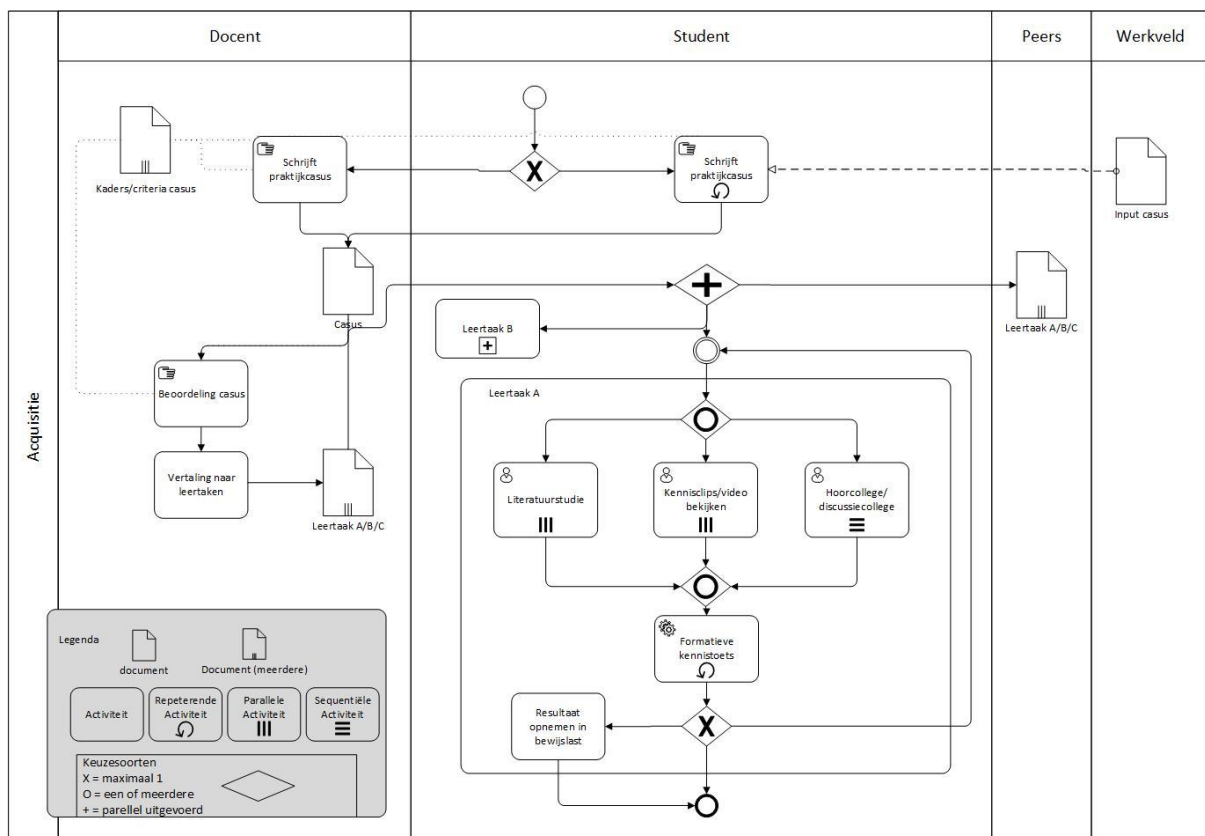 Docent
Student
Peers
Werkveld
Acquisitie
Kaders/criteria casus
Schrijft
praktijkcasus
X
Schrijft
praktijkcasus
Input casus
Casus
Leertaak B
Leertaak A/B/C
Beoordeling casus
Leertaak A
Vertaling naar
leertaken
Leertaak A/B/C
Literatuurstudie
Kennisclips/video
bekijken
Hoorcollege/
discussiecollege
Formatieve
kennistoets
Resultaat
opnemen in
bewijslast
X
Legenda
document
Document (meerdere)
Activiteit
Repeterende
Activiteit
Parallele
Activiteit
Sequentiële
Activiteit
Keuzesoorten
X = maximaal 1
O = een of meerdere
+ = parellel uitgevoerd